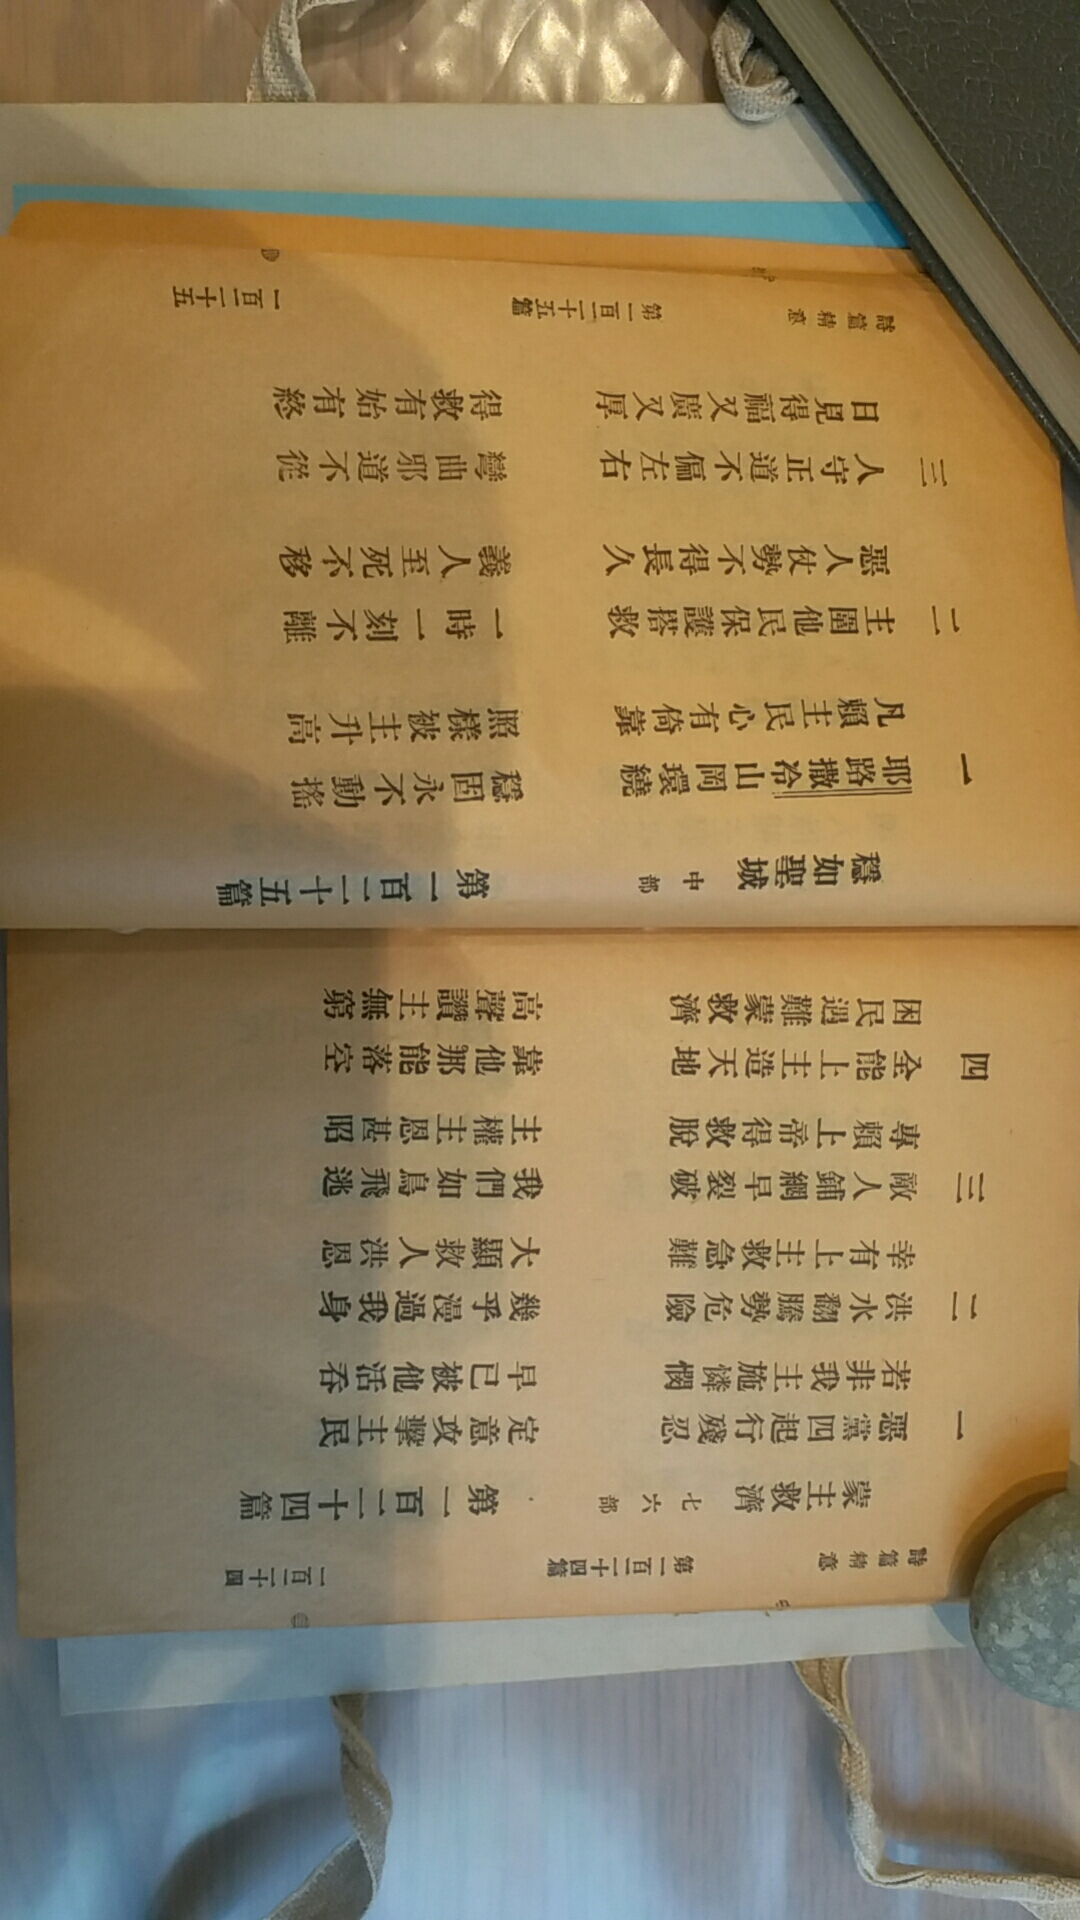 詩篇精意 第一百二十四篇 一百二十四
蒙主救濟 七六部 第一百二十四篇
一 惡黨四起行殘忍 定意攻擊主民
若非我主施憐憫 早已被他活吞
二 洪水翻騰勢危險 幾乎漫過我身
幸有上主救急難 大顯救人洪恩
三 敵人鋪網早裂破 我們如鳥飛逃
專賴上帝得救脫 主權主恩甚昭
四 全能上主造天地 靠他那能落空
困民遇難蒙救濟 高聲讚主無窮
穩如聖城 中部 第一百二十五篇
一 耶路撒冷山岡環繞 穩固永不動搖
凡賴主民心有倚靠 照樣被主升高
二 主圍他民保護搭救 一時一刻不離
惡人仗勢不得長久 義人至死不移
三 人守正道不偏左右 彎曲邪道不從
日見得福又廣又厚 得救有始有終
詩篇精意 第一百二十五篇 一百二十五